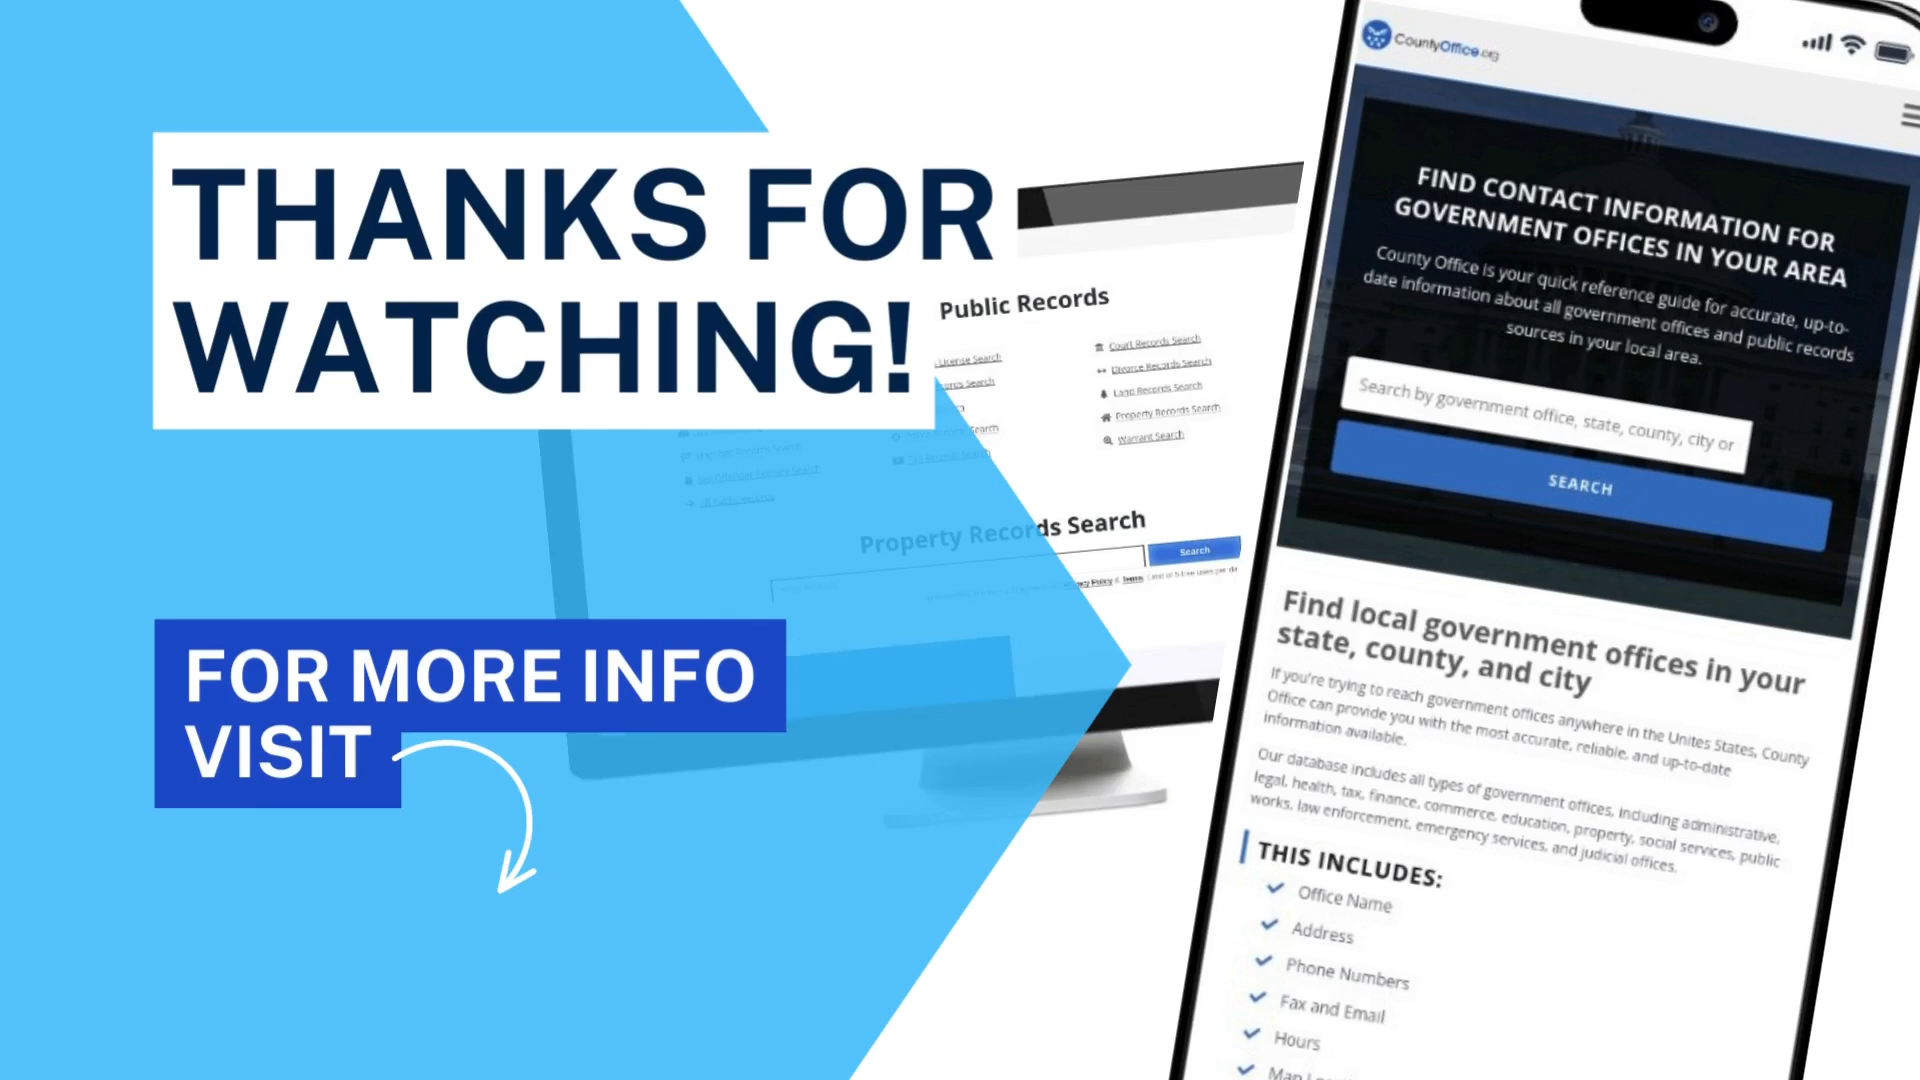 THANKS FOR
WATCHING!
FOR MORE INFO
VISIT
Public Records
License Search
Search
Search
Court Records Search
Divorce Records Search
Land Records Search
Property Records Search
Warrant Search
Property Records Search
Search
Policy & Terms
CountyOffice.org
FIND CONTACT INFORMATION FOR
GOVERNMENT OFFICES IN YOUR AREA
County Office is your quick reference guide for accurate, up-to-
date information about all government offices and public records
sources in your local area.
Search by government office, state, county, city or
SEARCH
Find local government offices in your
state, county, and city
If you're trying to reach government offices anywhere in the Unites States, County
Office can provide you with the most accurate, reliable, and up-to-date
information available.
Our database includes all types of government offices, including administrative,
legal, health, tax, finance, commerce, education, property, social services, public
works, law enforcement, emergency services, and judicial offices.
THIS INCLUDES:
Office Name
Address
Phone Numbers
Fax and Email
Hours